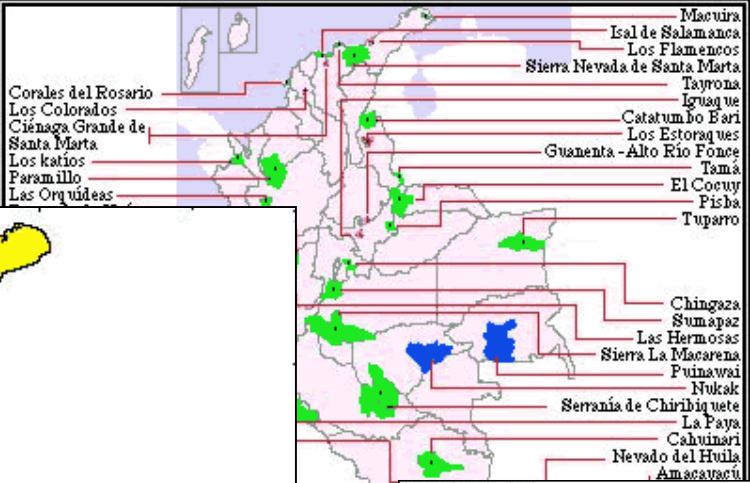 Macuira
Isal de Salamanca
Los Flamencos
Sierra Nevada de Santa Marta
Tayrona
Iguaque
Catatumbo Bari
Los Estoraques
Guanenta - Alto Río Fonce
Tamá
El Cocuy
Pisba
Tuparro
Corales del Rosario
Los Colorados
Ciénaga Grande de
Santa Marta
Los katíos
Paramillo
Las Orquídeas
Chingaza
Sumapaz
Las Hermosas
Sierra La Macarena
Puinawai
Nukak
Serranía de Chiribiquete
La Paya
Cahuinari
Nevado del Huila
Amacayacú